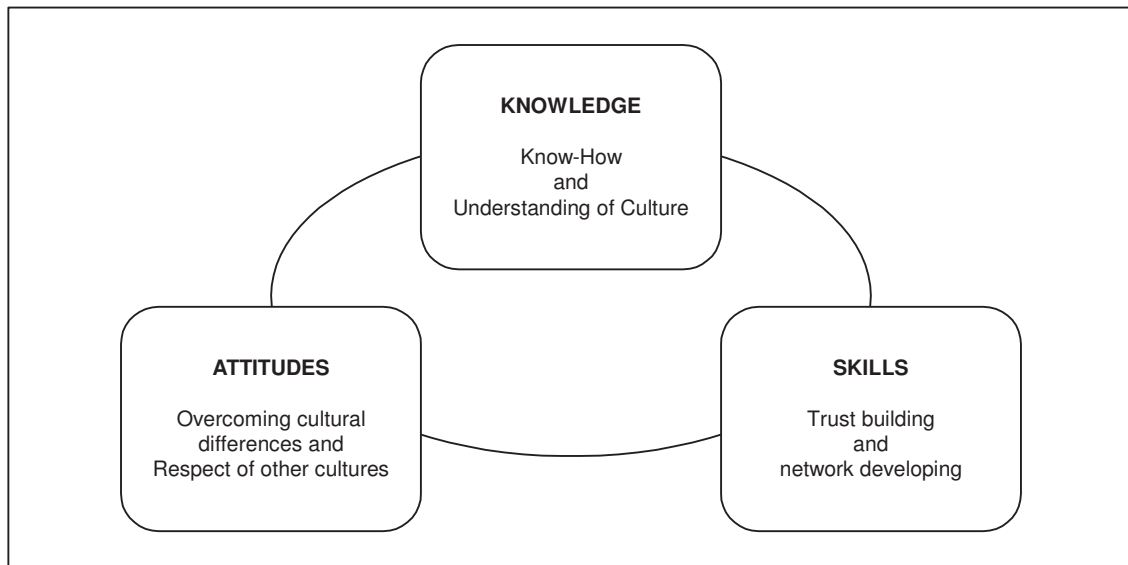 KNOWLEDGE
Know-How
and
Understanding of Culture
ATTITUDES
Overcoming cultural
differences and
Respect of other cultures
SKILLS
Trust building
and
network developing